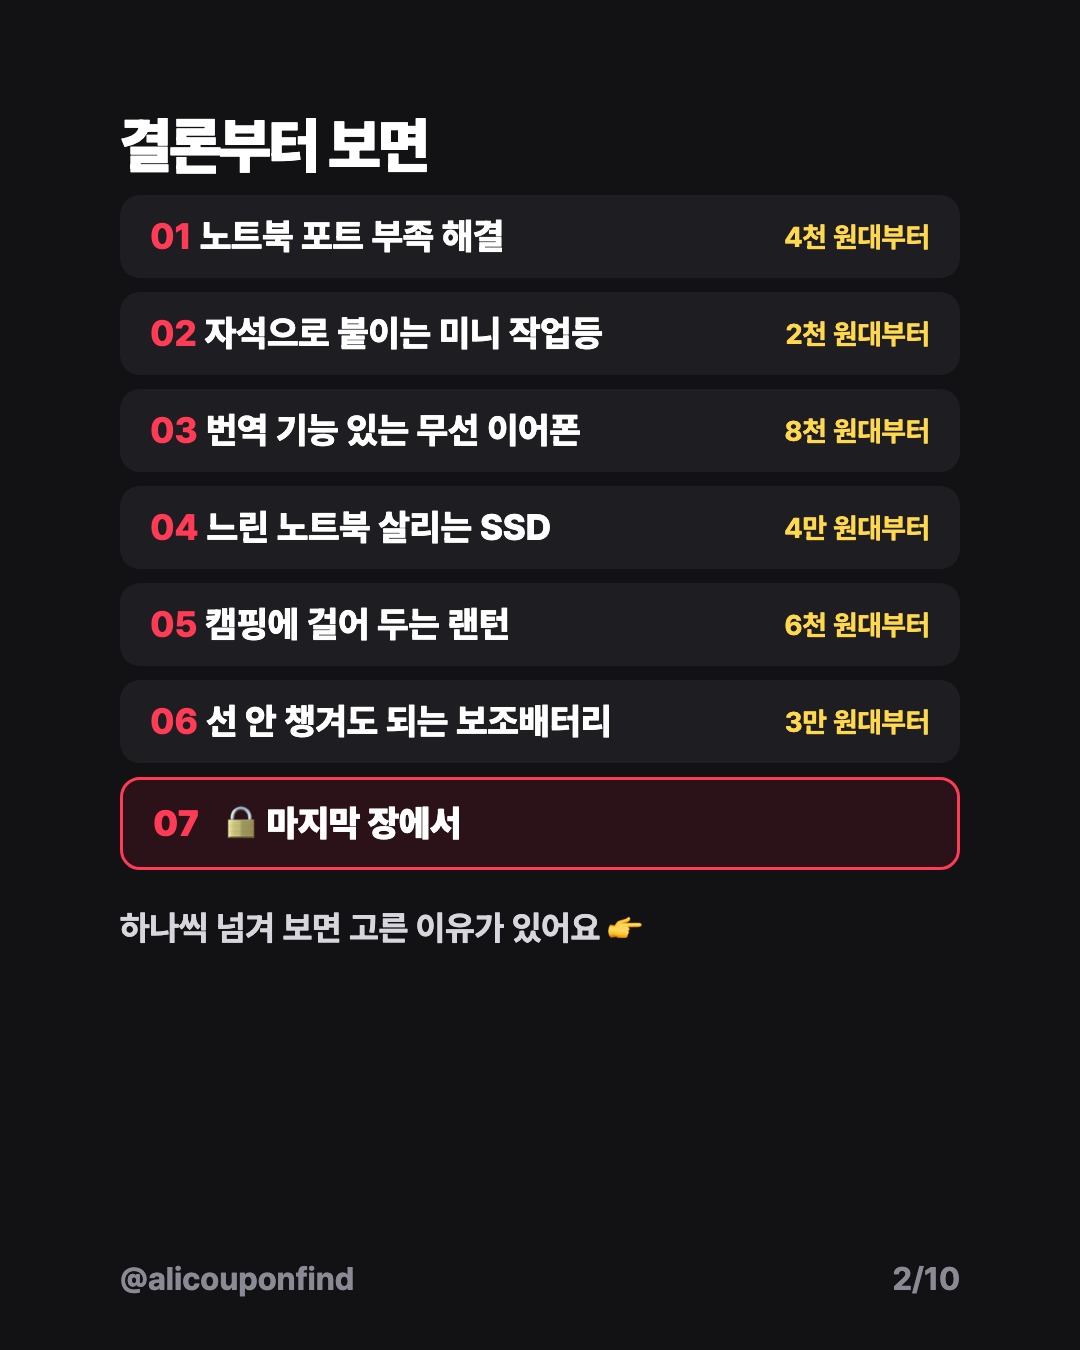 결론부터 보면
01 노트북 포트 부족 해결 4천 원대부터
02 자석으로 붙이는 미니 작업등 2천 원대부터
03 번역 기능 있는 무선 이어폰 8천 원대부터
04 느린 노트북 살리는 SSD 4만 원대부터
05 캠핑에 걸어 두는 랜턴 6천 원대부터
06 선 안 챙겨도 되는 보조배터리 3만 원대부터
07 🔒 마지막 장에서
하나씩 넘겨 보면 고른 이유가 있어요 👉
@alicouponfind 2/10